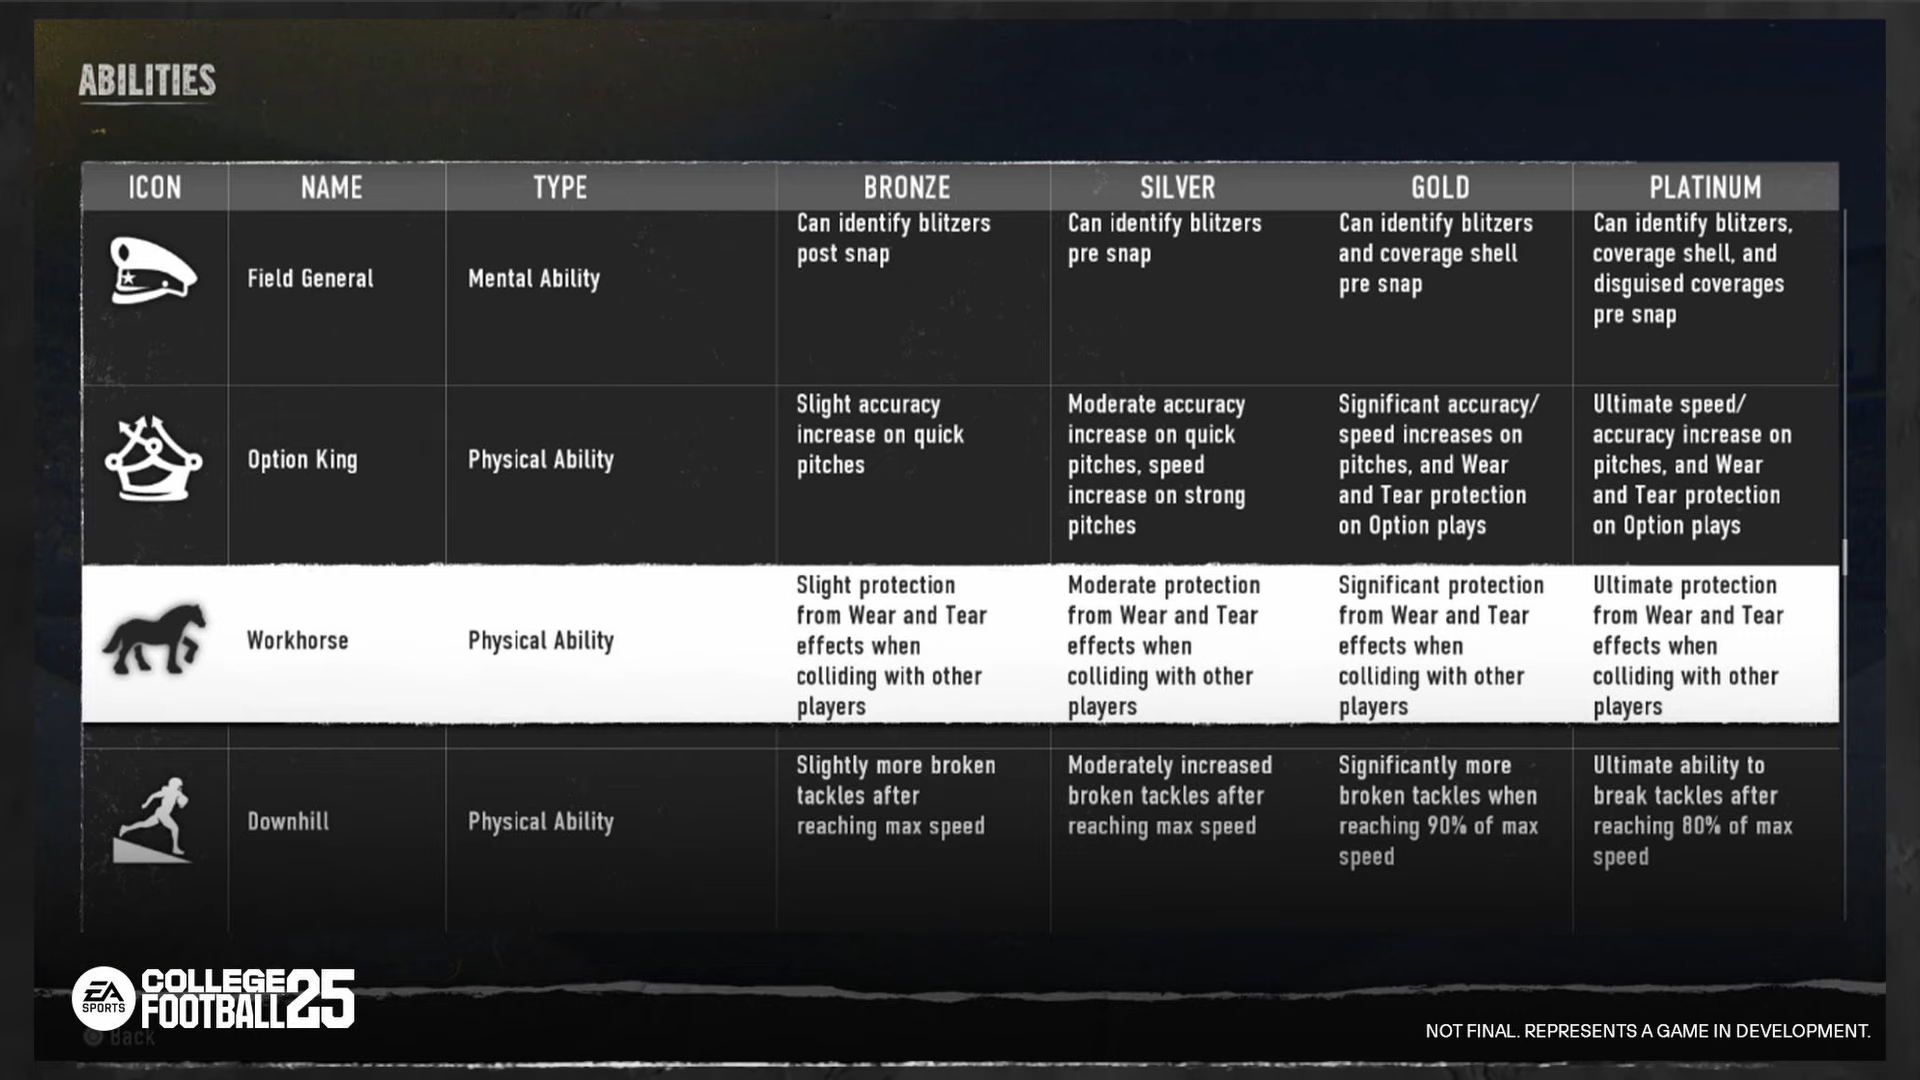 ABILITIES
ICON NAME TYPE BRONZE SILVER GOLD PLATINUM
Field General
Mental Ability
Can identify blitzers
post snap
Can identify blitzers
pre snap
Can identify blitzers
and coverage shell
pre snap
Can identify blitzers,
coverage shell, and
disguised coverages
pre snap
Option King
Physical Ability
Slight accuracy
increase on quick
pitches
Moderate accuracy
increase on quick
pitches, speed
increase on strong
pitches
Significant accuracy/
speed increases on
pitches, and Wear
and Tear protection
on Option plays
Ultimate speed/
accuracy increase on
pitches, and Wear
and Tear protection
on Option plays
Workhorse
Physical Ability
Slight protection
from Wear and Tear
effects when
colliding with other
players
Moderate protection
from Wear and Tear
effects when
colliding with other
players
Significant protection
from Wear and Tear
effects when
colliding with other
players
Ultimate protection
from Wear and Tear
effects when
colliding with other
players
Downhill
Physical Ability
Slightly more broken
tackles after
reaching max speed
Moderately increased
broken tackles after
reaching max speed
Significantly more
broken tackles when
reaching 90% of max
speed
Ultimate ability to
break tackles after
reaching 80% of max
speed
EA
SPORTS
COLLEGE
FOOTBALL 25
Back
NOT FINAL. REPRESENTS A GAME IN DEVELOPMENT.